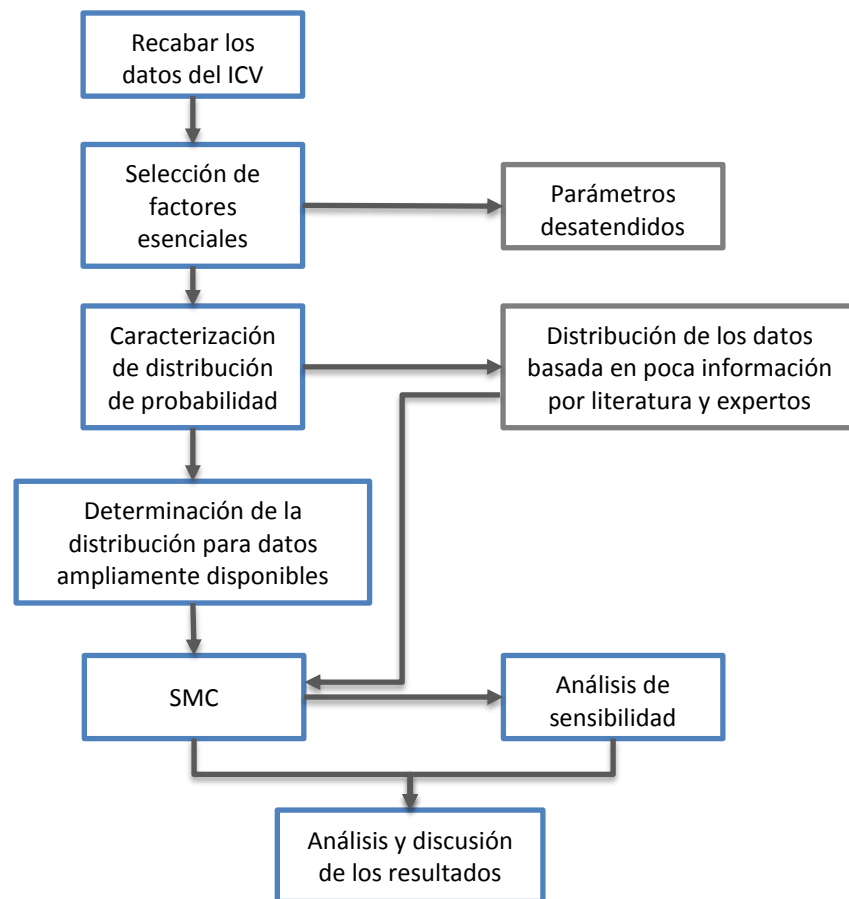 Recabar los
datos del ICV
Selección de
factores
esenciales
Parámetros
desatendidos
Caracterización
de distribución
de probabilidad
Distribución de los datos
basada en poca información
por literatura y expertos
Determinación de la
distribución para datos
ampliamente disponibles
SMC
Análisis de
sensibilidad
Análisis y discusión
de los resultados